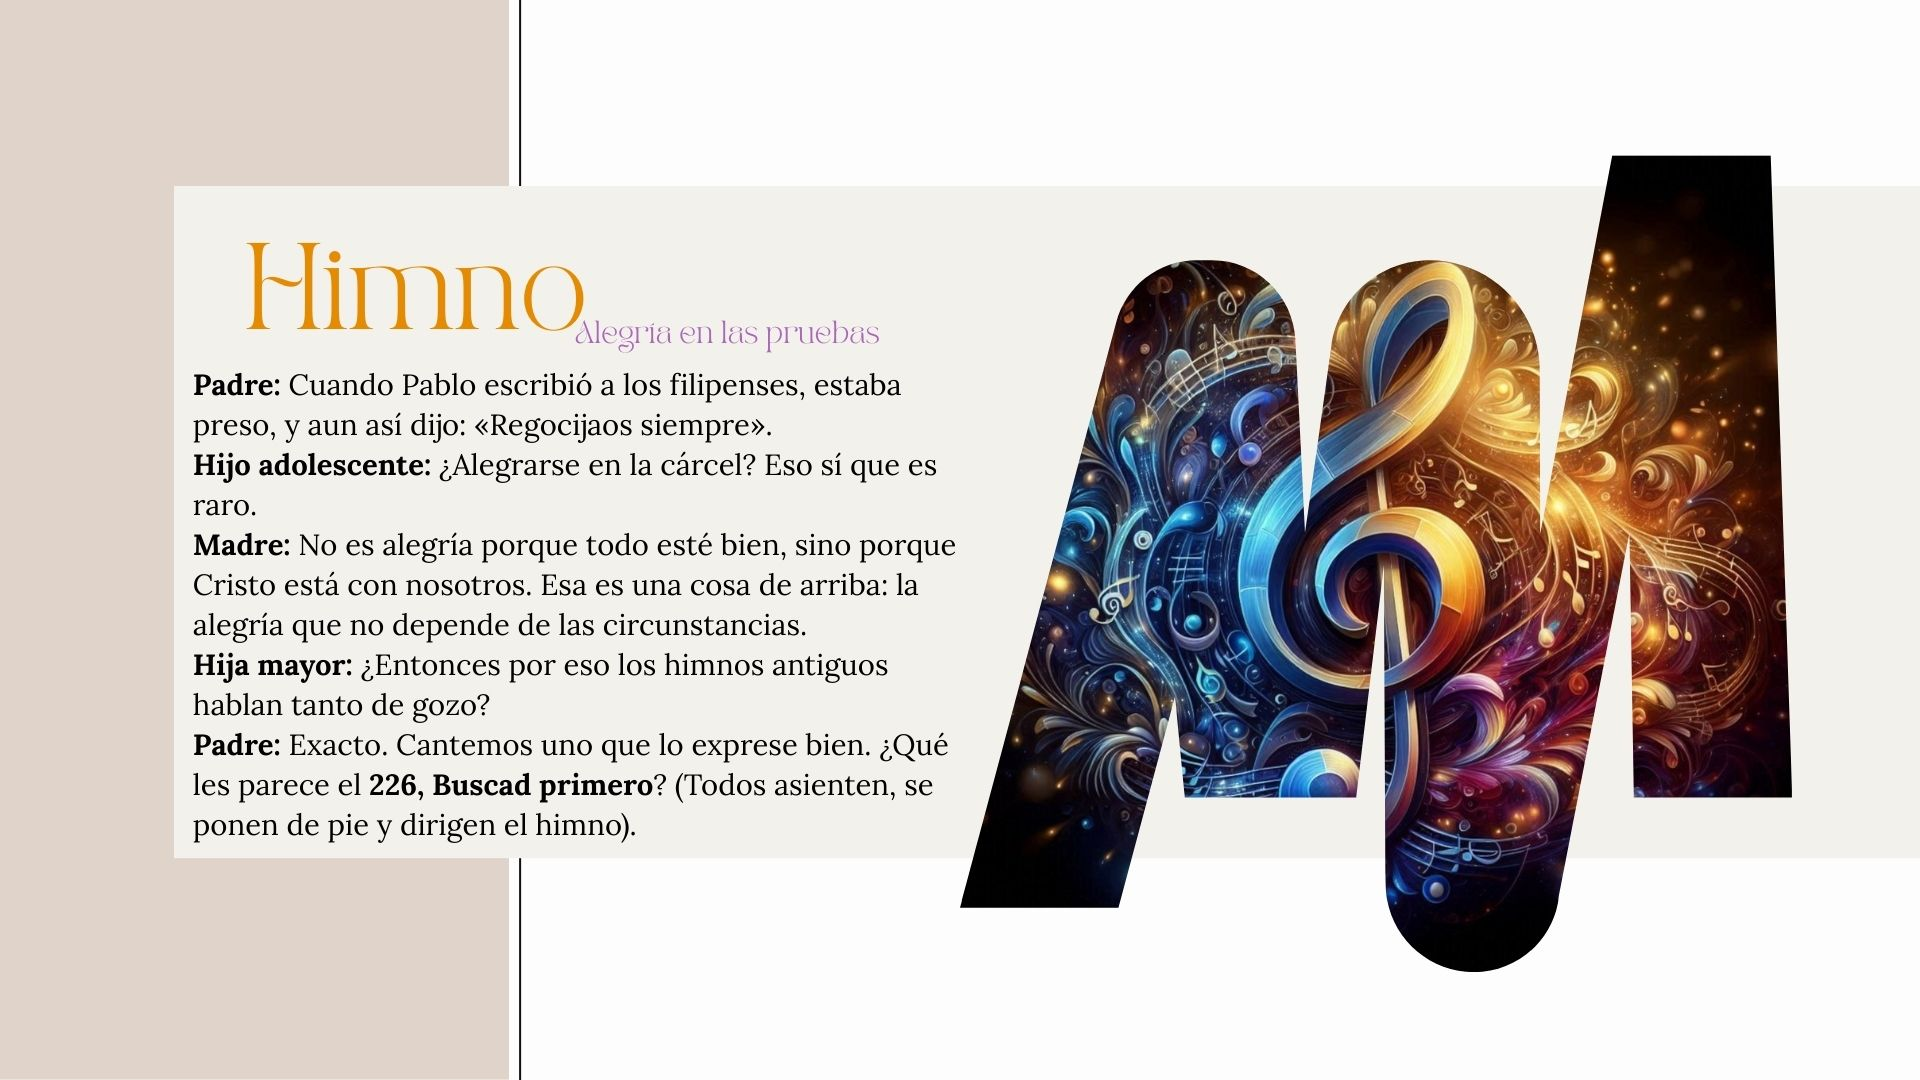 Himno
Alegría en las pruebas
Padre: Cuando Pablo escribió a los filipenses, estaba
preso, y aun así dijo: «Regocijaos siempre».
Hijo adolescente: ¿Alegrarse en la cárcel? Eso sí que es
raro.
Madre: No es alegría porque todo esté bien, sino porque
Cristo está con nosotros. Esa es una cosa de arriba: la
alegría que no depende de las circunstancias.
Hija mayor: ¿Entonces por eso los himnos antiguos
hablan tanto de gozo?
Padre: Exacto. Cantemos uno que lo exprese bien. ¿Qué
les parece el 226, Buscad primero? (Todos asienten, se
ponen de pie y dirigen el himno).